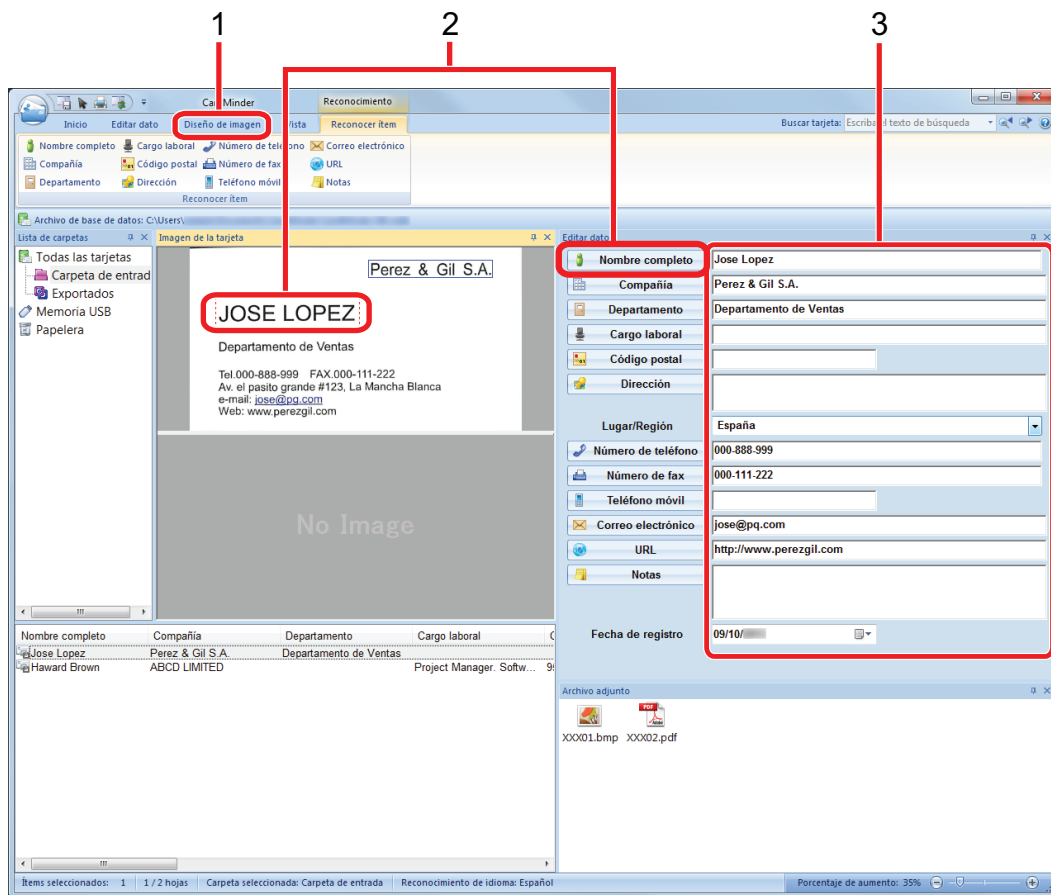 1 2 3
CardMinder
Reconocimiento
Inicio Editar dato Diseño de imagen Vista Reconocer ítem
Buscar tarjeta: Escriba el texto de búsqueda
Nombre completo Cargo laboral Número de teléfono Correo electrónico
Compañía Código postal Número de fax URL
Departamento Dirección Teléfono móvil Notas
Reconocer ítem
Archivo de base de datos: C:\Users\
Lista de carpetas
Todas las tarjetas
Carpeta de entrad
Exportados
Memoria USB
Papelera
Imagen de la tarjeta
Perez & Gil S.A.
JOSE LOPEZ
Departamento de Ventas
Tel.000-888-999 FAX.000-111-222
Av. el pasito grande #123, La Mancha Blanca
e-mail: jose@pq.com
Web: www.perezgil.com
No Image
Editar dato
Nombre completo Jose Lopez
Compañía Perez & Gil S.A.
Departamento Departamento de Ventas
Cargo laboral
Código postal
Dirección
Lugar/Región España
Número de teléfono 000-888-999
Número de fax 000-111-222
Teléfono móvil
Correo electrónico jose@pq.com
URL http://www.perezgil.com
Notas
Fecha de registro 09/10/
Nombre completo Compañía Departamento Cargo laboral
Jose Lopez Perez & Gil S.A. Departamento de Ventas
Haward Brown ABCD LIMITED Project Manager. Softw...
Archivo adjunto
XXX01.bmp XXX02.pdf
Ítems seleccionados: 1 1 / 2 hojas Carpeta seleccionada: Carpeta de entrada Reconocimiento de idioma: Español
Porcentaje de aumento: 35%